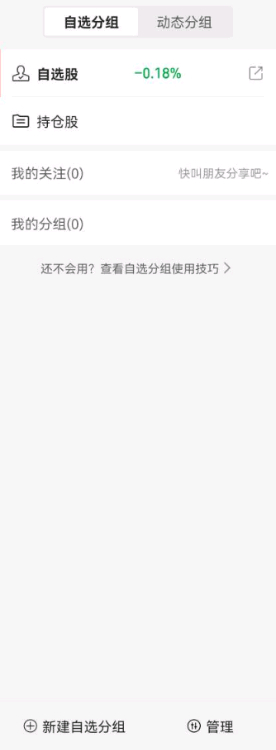 自选分组 动态分组
自选股 -0.18%
持仓股
我的关注(0) 快叫朋友分享吧~
我的分组(0)
还不会用？查看自选分组使用技巧 >
新建自选分组 管理